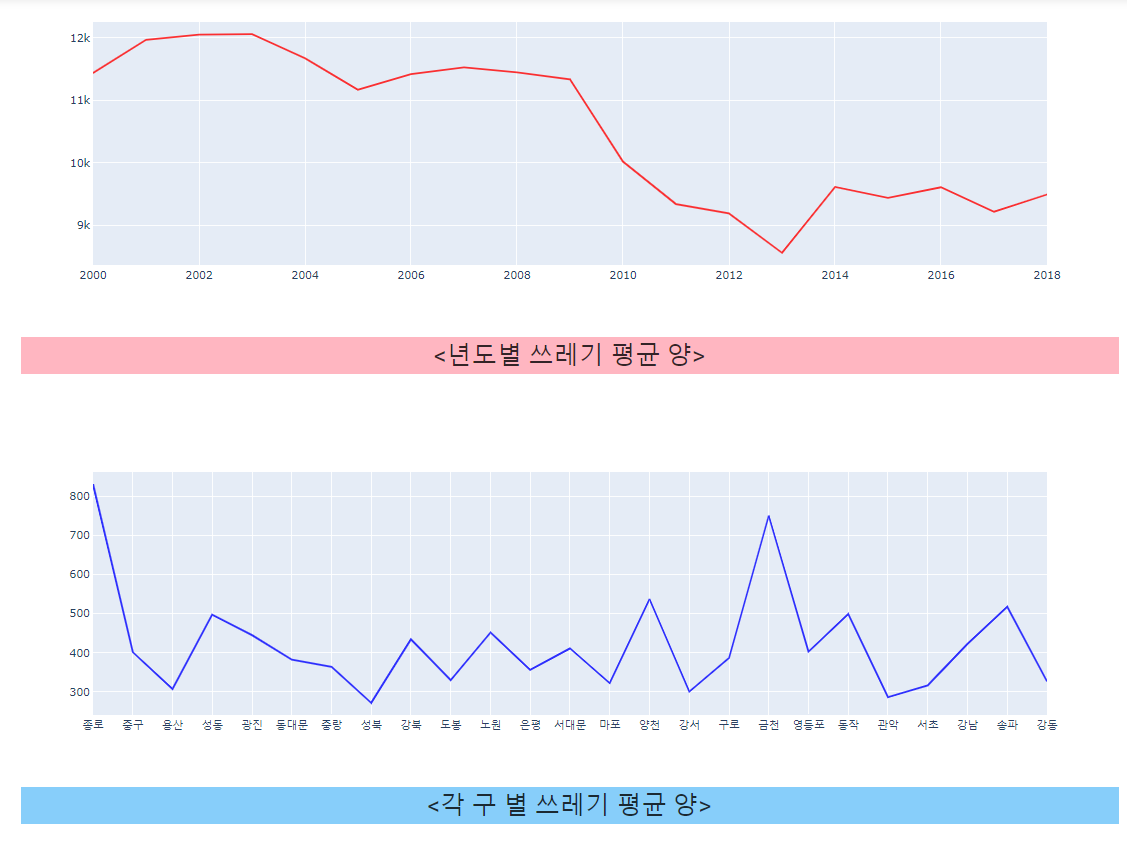 12k
11k
10k
9k
2000 2002 2004 2006 2008 2010 2012 2014 2016 2018
<년도별 쓰레기 평균 양>
800
700
600
500
400
300
종로 중구 용산 성동 광진 동대문 중랑 성북 강북 도봉 노원 은평 서대문 마포 양천 강서 구로 금천 영등포 동작 관악 서초 강남 송파 강동
<각 구 별 쓰레기 평균 양>